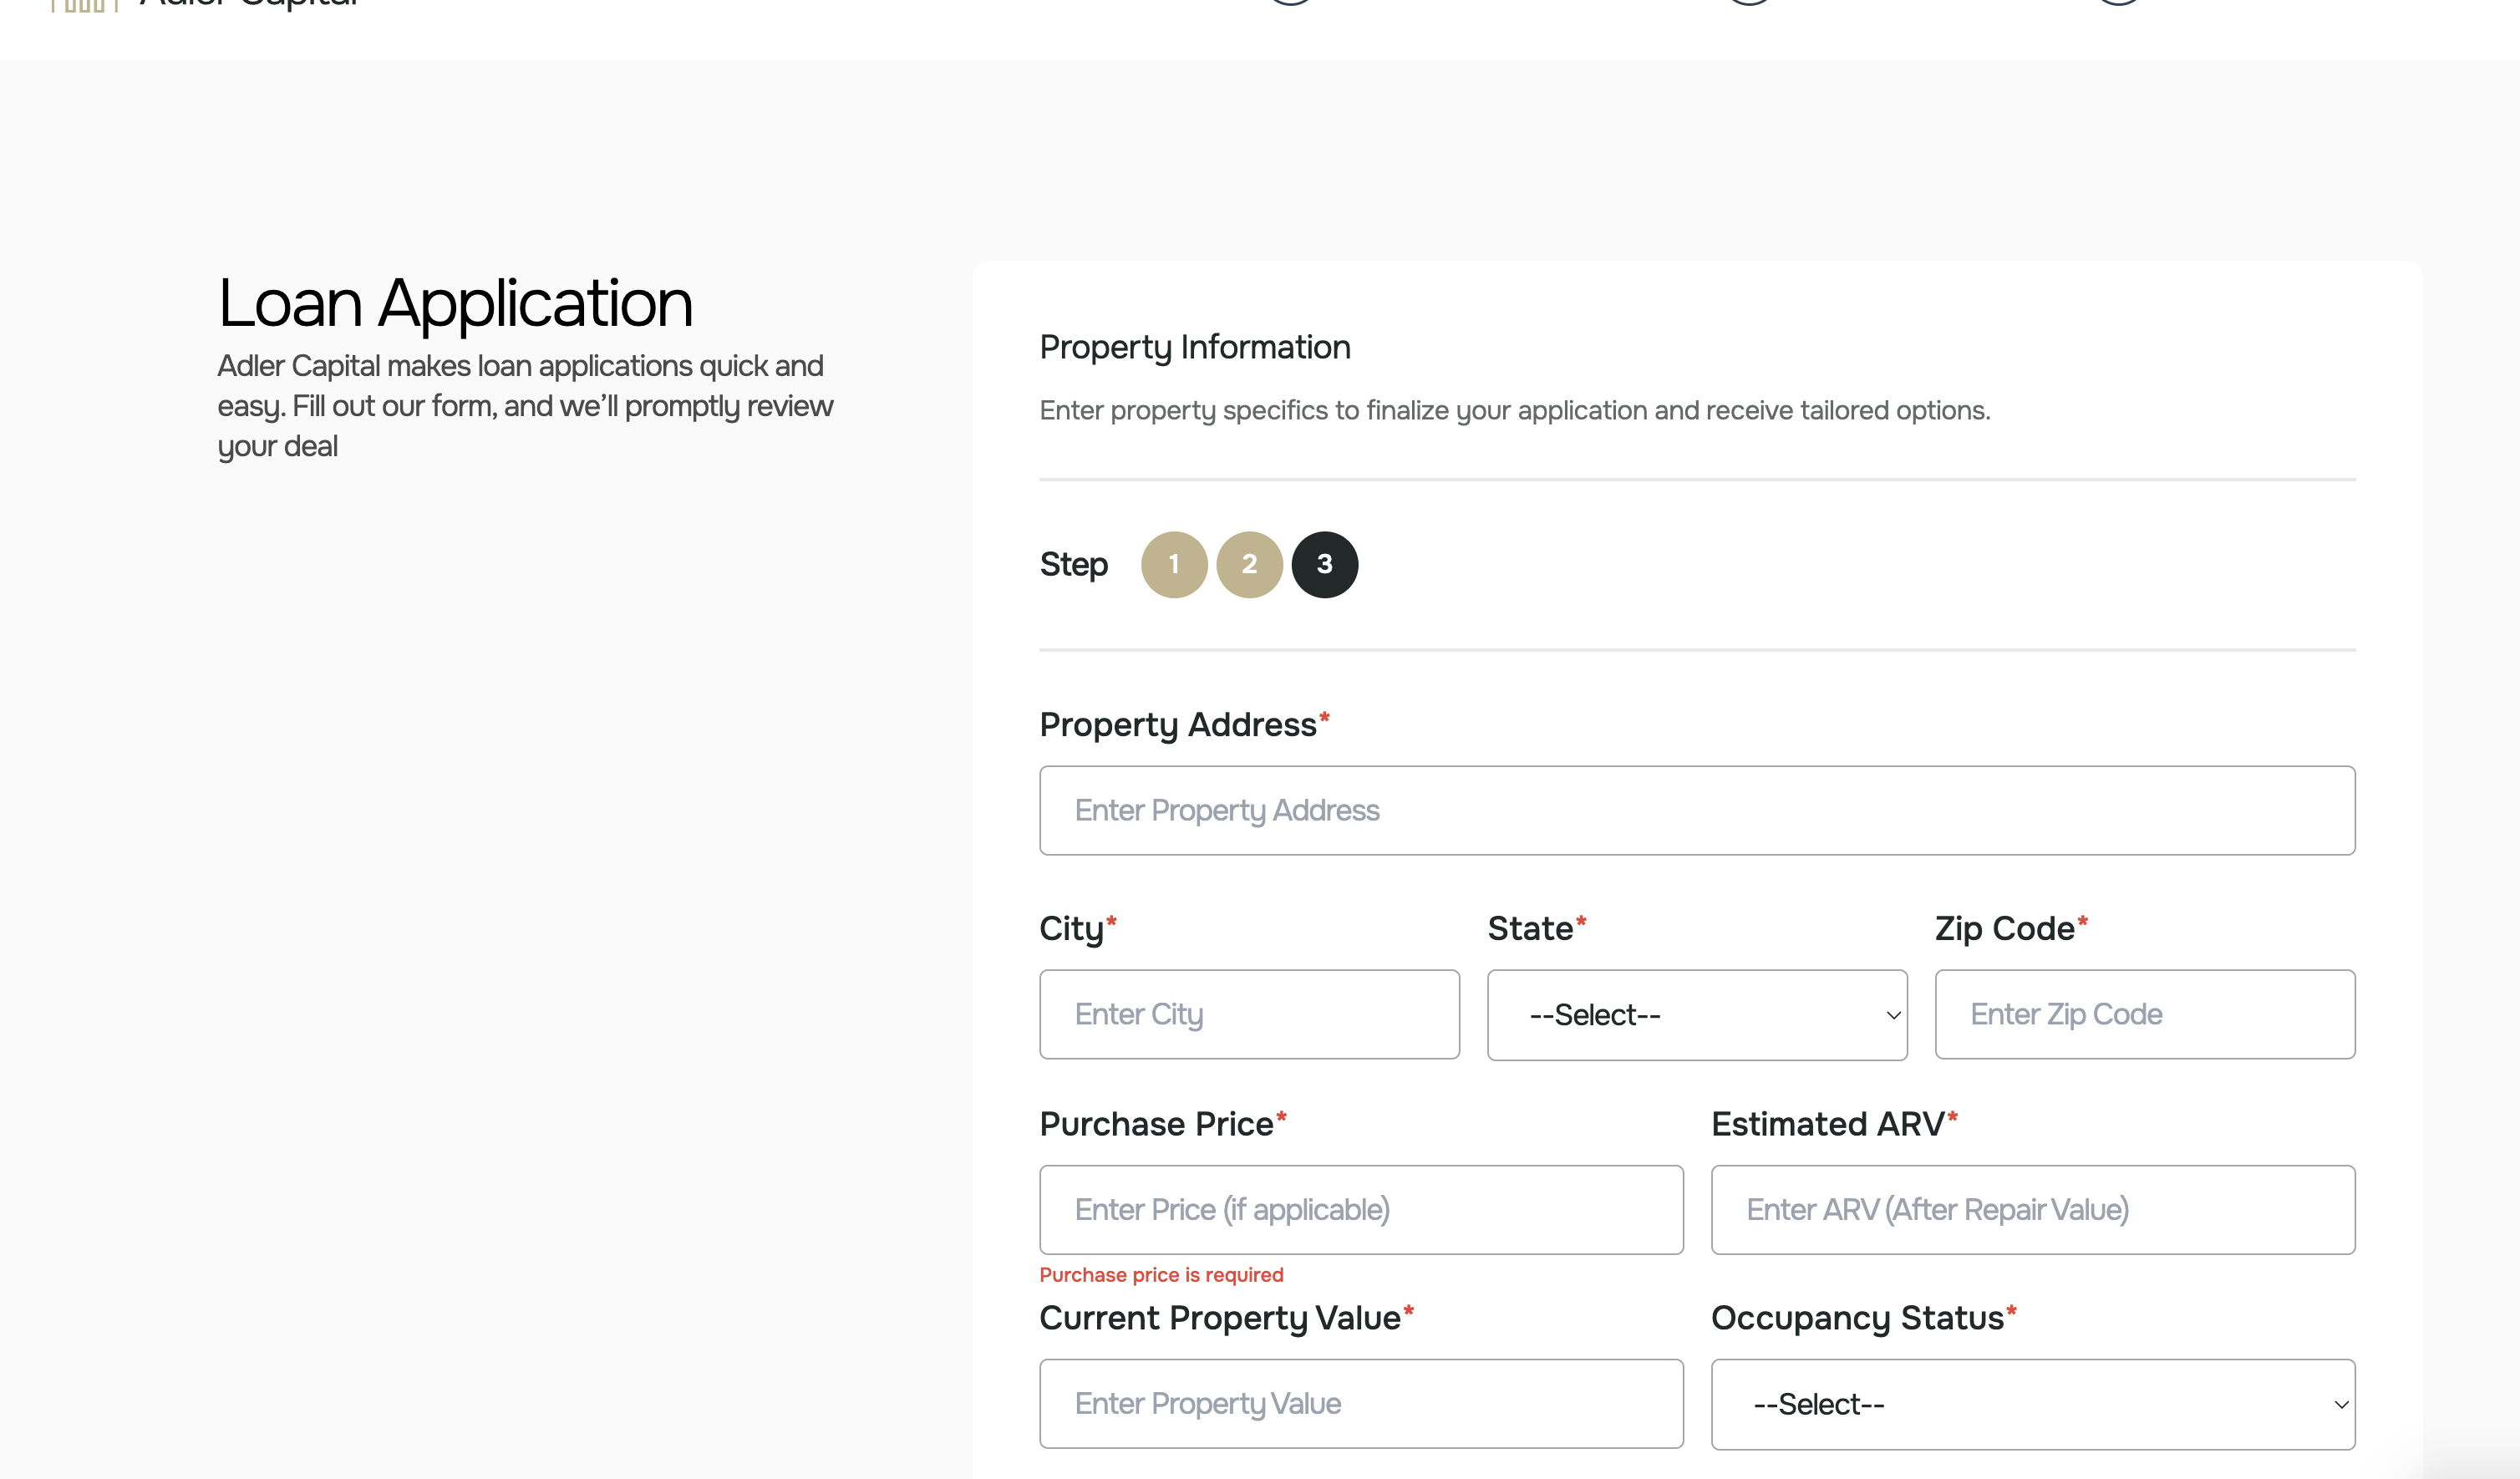 Adler Capital
Loan Application
Adler Capital makes loan applications quick and
easy. Fill out our form, and we’ll promptly review
your deal
Property Information
Enter property specifics to finalize your application and receive tailored options.
Step 1 2 3
Property Address*
Enter Property Address
City* State* Zip Code*
Enter City --Select-- Enter Zip Code
Purchase Price* Estimated ARV*
Enter Price (if applicable) Enter ARV (After Repair Value)
Purchase price is required
Current Property Value* Occupancy Status*
Enter Property Value --Select--